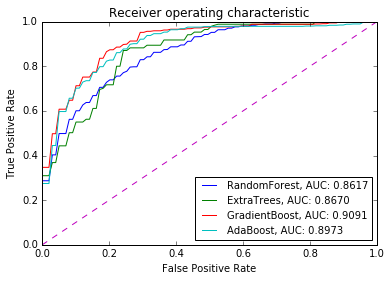 Receiver operating characteristic
1.0
0.8
0.6
0.4
0.2
0.0
True Positive Rate
RandomForest, AUC: 0.8617
ExtraTrees, AUC: 0.8670
GradientBoost, AUC: 0.9091
AdaBoost, AUC: 0.8973
0.0 0.2 0.4 0.6 0.8 1.0
False Positive Rate